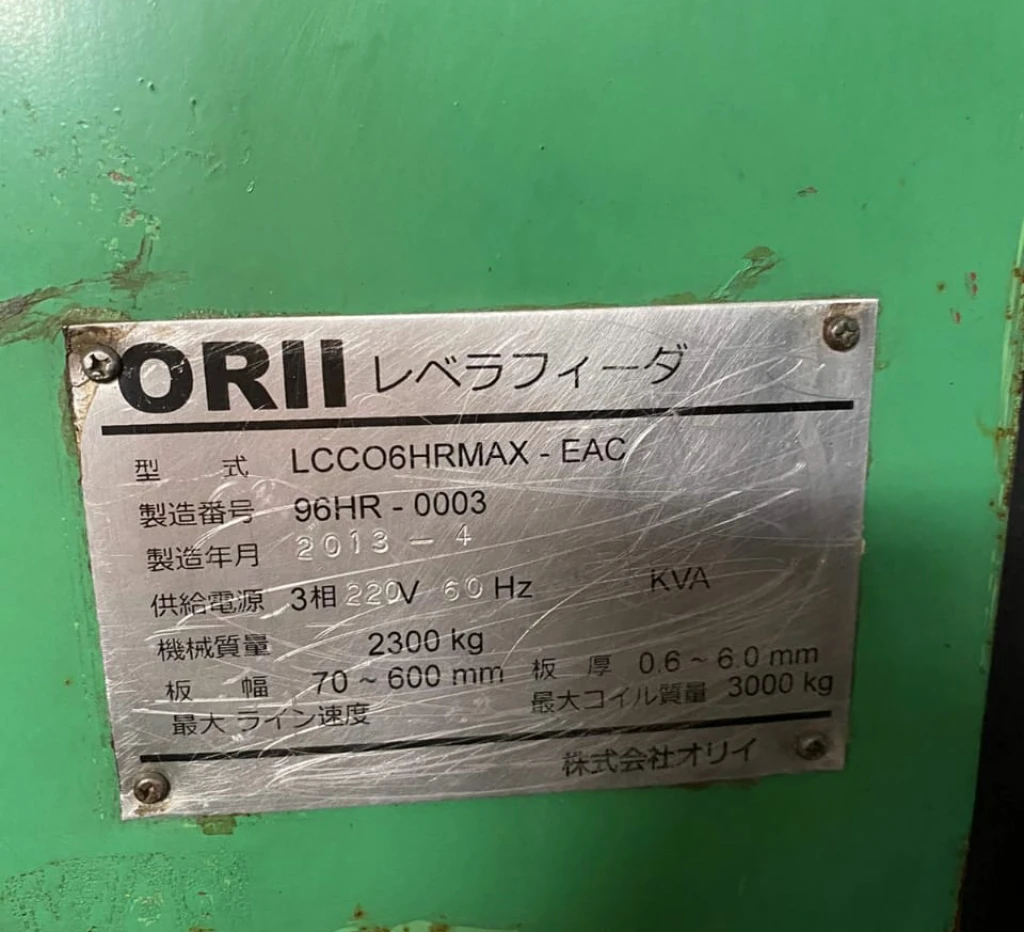 ORII レベラフィーダ
型 式 LCCO6HRMAX - EAC
製造番号 96HR - 0003
製造年月 2013 - 4
供給電源 3相 220V 60 Hz KVA
機械質量 2300 kg
板 幅 70 ~ 600 mm 板 厚 0.6 ~ 6.0 mm
最大 ライン速度 最大コイル質量 3000 kg
株式会社オリイ